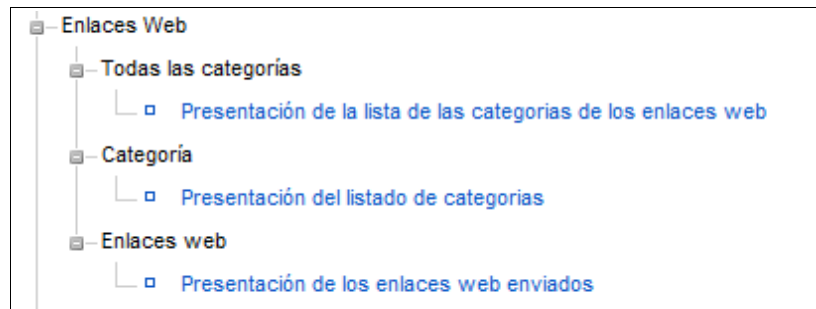 Enlaces Web
Todas las categorías
Presentación de la lista de las categorias de los enlaces web
Categoría
Presentación del listado de categorias
Enlaces web
Presentación de los enlaces web enviados